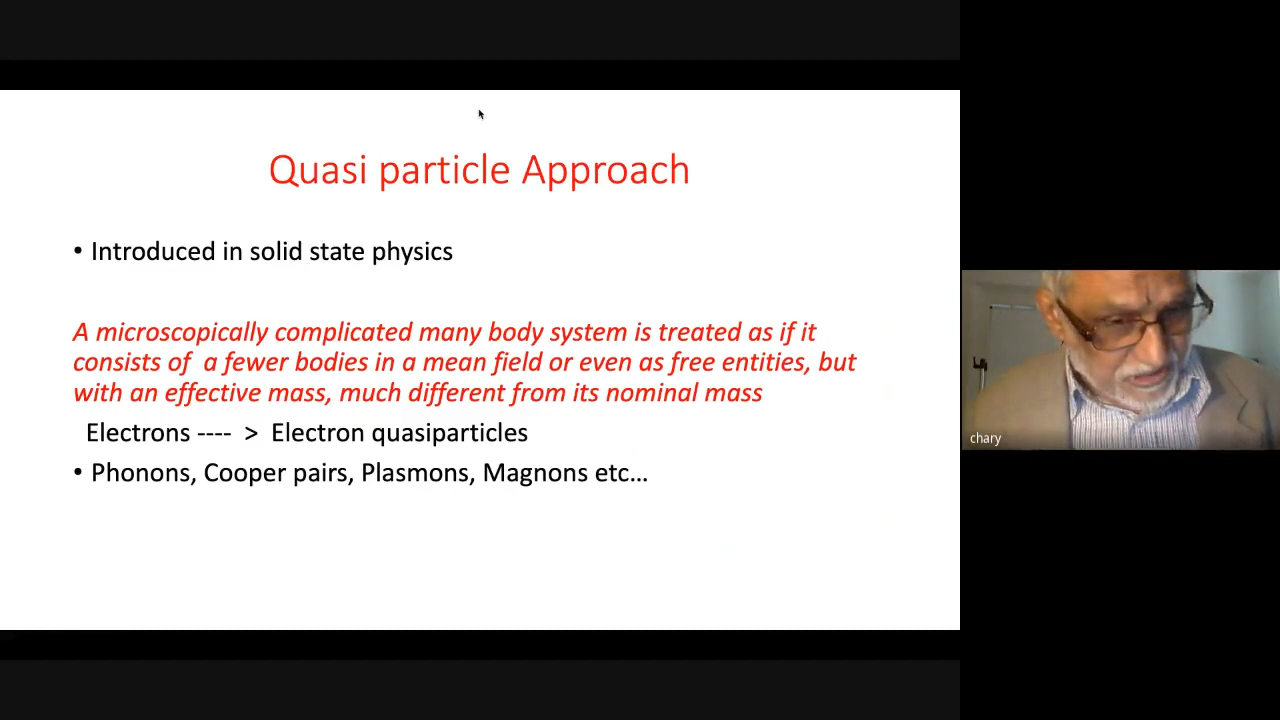 Quasi particle Approach
• Introduced in solid state physics
A microscopically complicated many body system is treated as if it
consists of a fewer bodies in a mean field or even as free entities, but
with an effective mass, much different from its nominal mass
Electrons ---- > Electron quasiparticles
• Phonons, Cooper pairs, Plasmons, Magnons etc…
chary